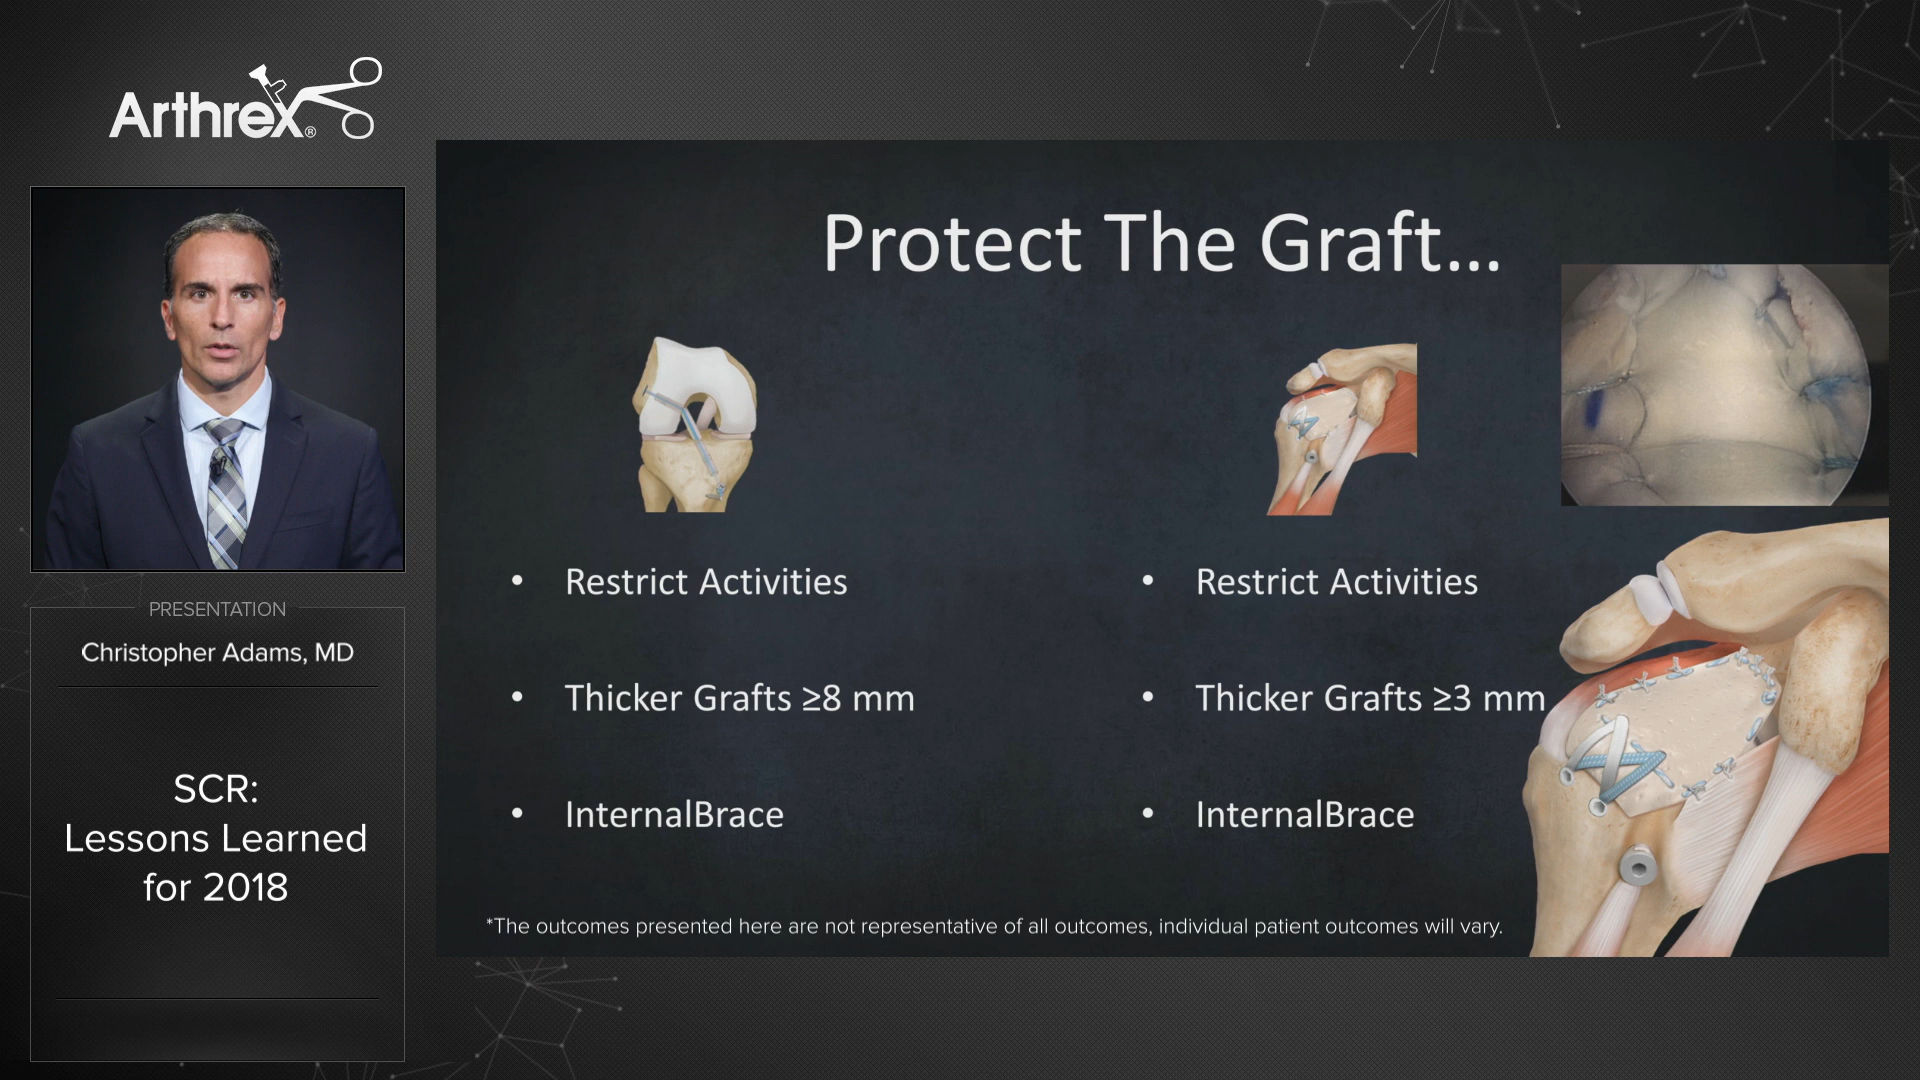 Arthrex®
PRESENTATION
Christopher Adams, MD
SCR:
Lessons Learned
for 2018
Protect The Graft...
• Restrict Activities
• Thicker Grafts ≥8 mm
• InternalBrace
• Restrict Activities
• Thicker Grafts ≥3 mm
• InternalBrace
*The outcomes presented here are not representative of all outcomes, individual patient outcomes will vary.